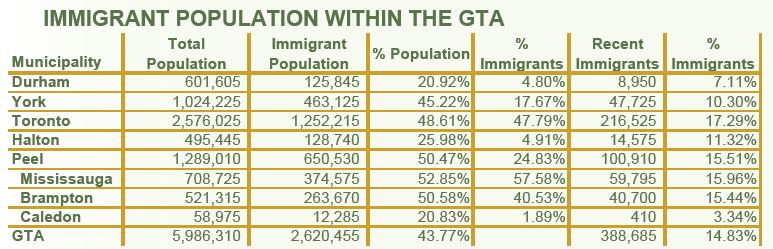 IMMIGRANT POPULATION WITHIN THE GTA
Municipality Total Population Immigrant Population % Population % Immigrants Recent Immigrants % Immigrants
Durham 601,605 125,845 20.92% 4.80% 8,950 7.11%
York 1,024,225 463,125 45.22% 17.67% 47,725 10.30%
Toronto 2,576,025 1,252,215 48.61% 47.79% 216,525 17.29%
Halton 495,445 128,740 25.98% 4.91% 14,575 11.32%
Peel 1,289,010 650,530 50.47% 24.83% 100,910 15.51%
Mississauga 708,725 374,575 52.85% 57.58% 59,795 15.96%
Brampton 521,315 263,670 50.58% 40.53% 40,700 15.44%
Caledon 58,975 12,285 20.83% 1.89% 410 3.34%
GTA 5,986,310 2,620,455 43.77% 388,685 14.83%